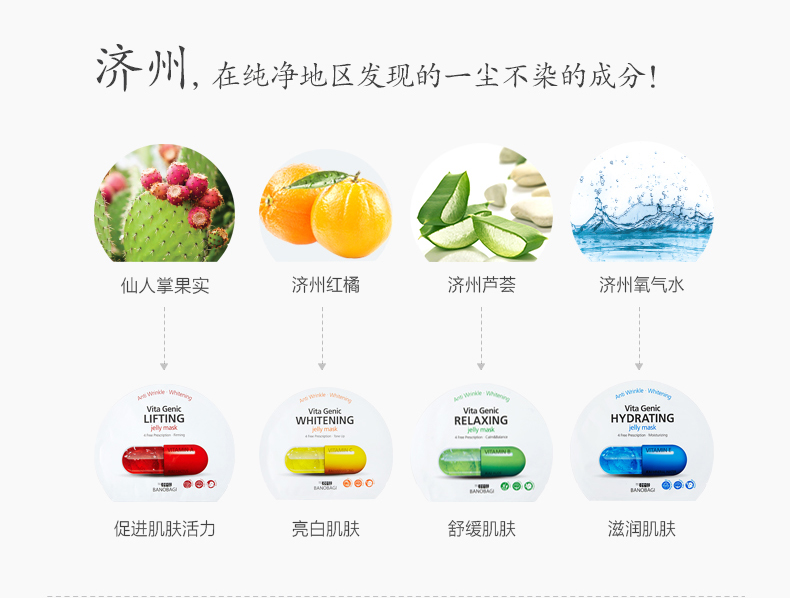 济州, 在纯净地区发现的一尘不染的成分!
仙人掌果实
济州红橘
济州芦荟
济州氧气水
Anti Wrinkle · Whitening
Vita Genic
LIFTING
jelly mask
BANOBAGI
促进肌肤活力
Anti Wrinkle · Whitening
Vita Genic
WHITENING
jelly mask
BANOBAGI
亮白肌肤
Anti Wrinkle · Whitening
Vita Genic
RELAXING
jelly mask
VITAMIN B
BANOBAGI
舒缓肌肤
Anti Wrinkle · Whitening
Vita Genic
HYDRATING
jelly mask
BANOBAGI
滋润肌肤